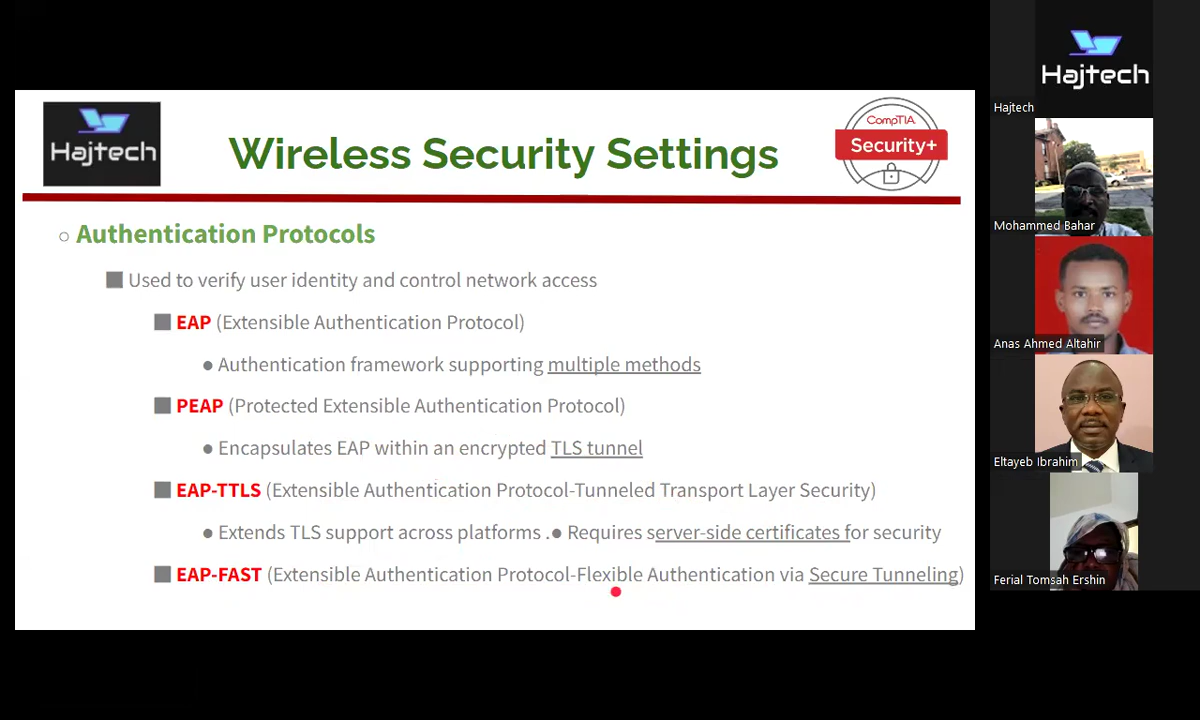 Hajtech
Wireless Security Settings
CompTIA
Security+
Authentication Protocols
Used to verify user identity and control network access
EAP (Extensible Authentication Protocol)
Authentication framework supporting multiple methods
PEAP (Protected Extensible Authentication Protocol)
Encapsulates EAP within an encrypted TLS tunnel
EAP-TTLS (Extensible Authentication Protocol-Tunneled Transport Layer Security)
● Extends TLS support across platforms .● Requires server-side certificates for security
EAP-FAST (Extensible Authentication Protocol-Flexible Authentication via Secure Tunneling)
Hajtech
Hajtech
Mohammed Bahar
Anas Ahmed Altahir
Eltayeb Ibrahim
Ferial Tomsah Ershin